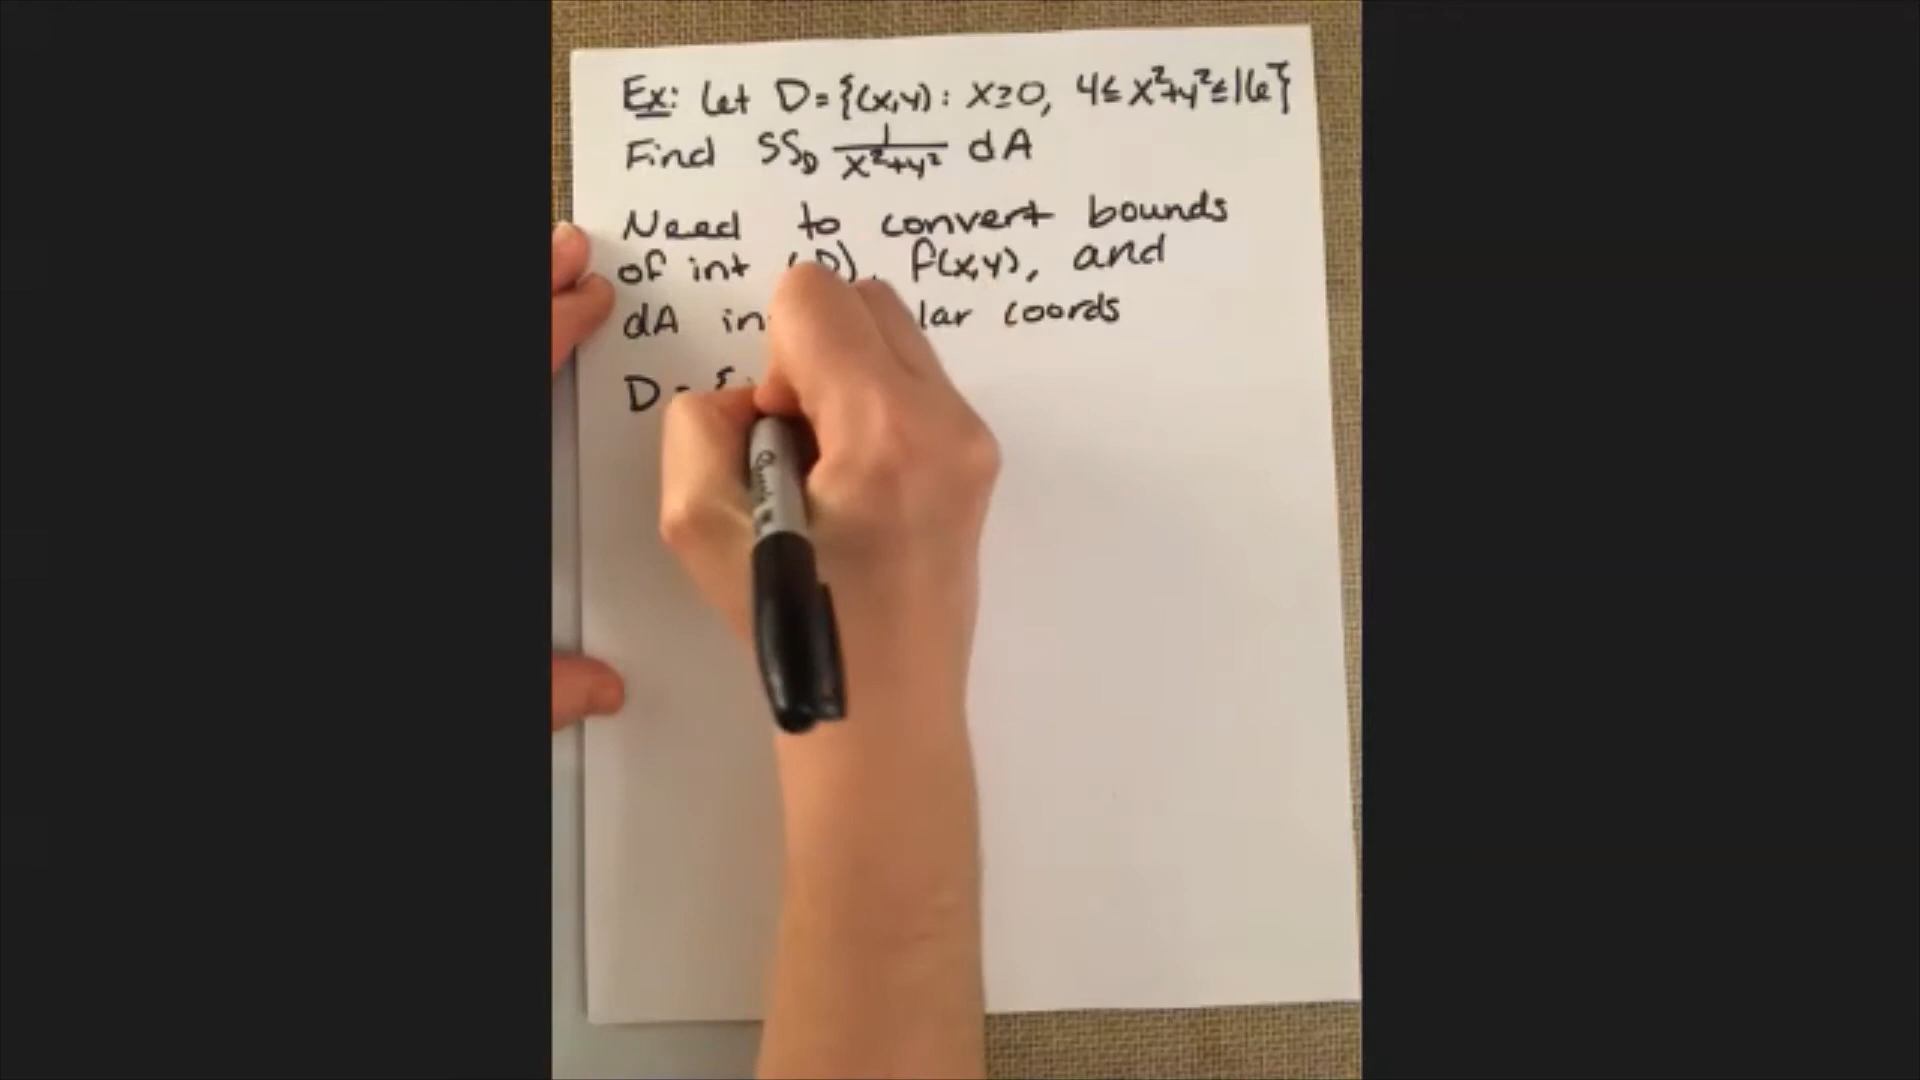 Ex: Let D = {(x,y) : x ≥ 0, 4 ≤ x²+y² ≤ 16}
Find SS_D 1/(x²+y²) dA
Need to convert bounds
of int (D), f(x,y), and
dA in lar coords
D = {